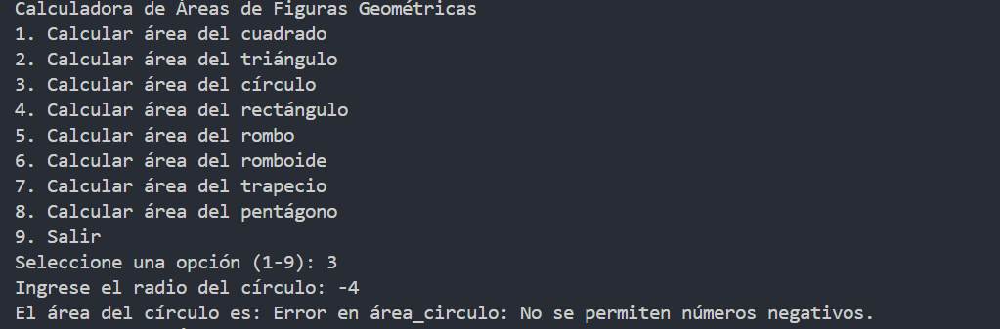 Calculadora de Áreas de Figuras Geométricas
1. Calcular área del cuadrado
2. Calcular área del triángulo
3. Calcular área del círculo
4. Calcular área del rectángulo
5. Calcular área del rombo
6. Calcular área del romboide
7. Calcular área del trapecio
8. Calcular área del pentágono
9. Salir
Seleccione una opción (1-9): 3
Ingrese el radio del círculo: -4
El área del círculo es: Error en área_circulo: No se permiten números negativos.